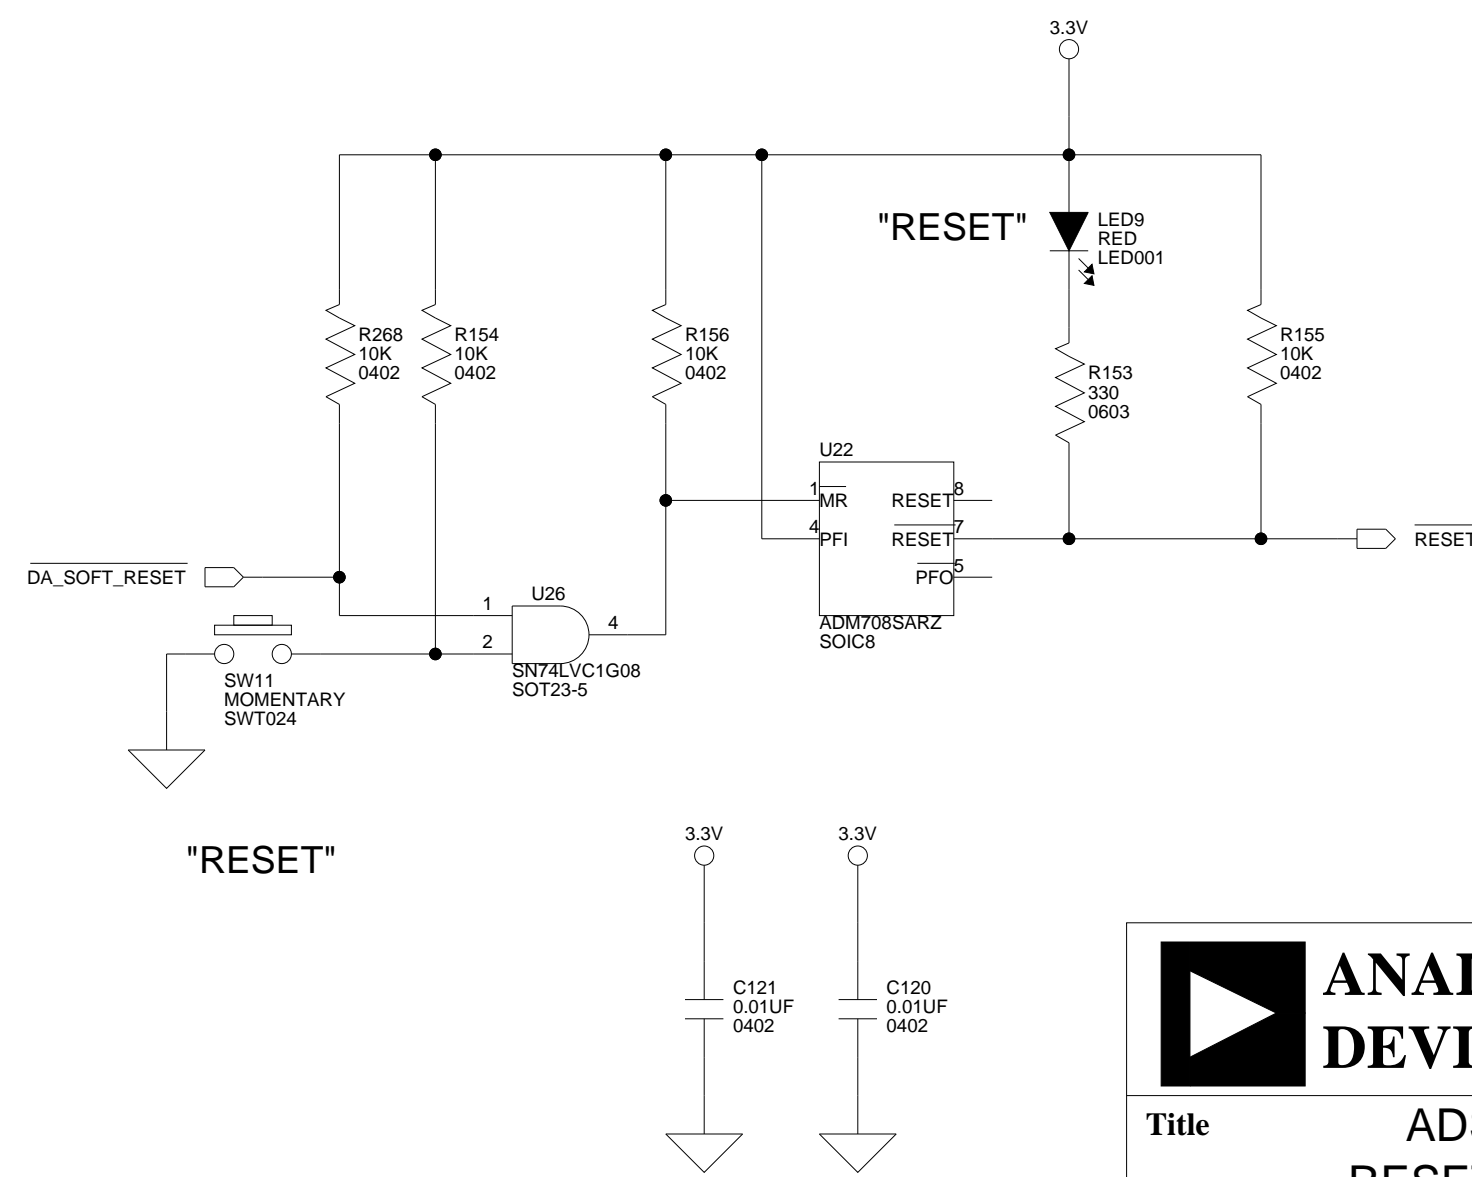 3.3V
"RESET"
LED9
RED
LED001
R268
10K
0402
R154
10K
0402
R156
10K
0402
R155
10K
0402
R153
330
0603
U22
1
MR
RESET
8
4
PFI
RESET
7
PFO
5
RESET
ADM708SARZ
SOIC8
DA_SOFT_RESET
U26
1
2
4
SN74LVC1G08
SOT23-5
SW11
MOMENTARY
SWT024
"RESET"
3.3V
3.3V
C121
0.01UF
0402
C120
0.01UF
0402
DEVI
Title